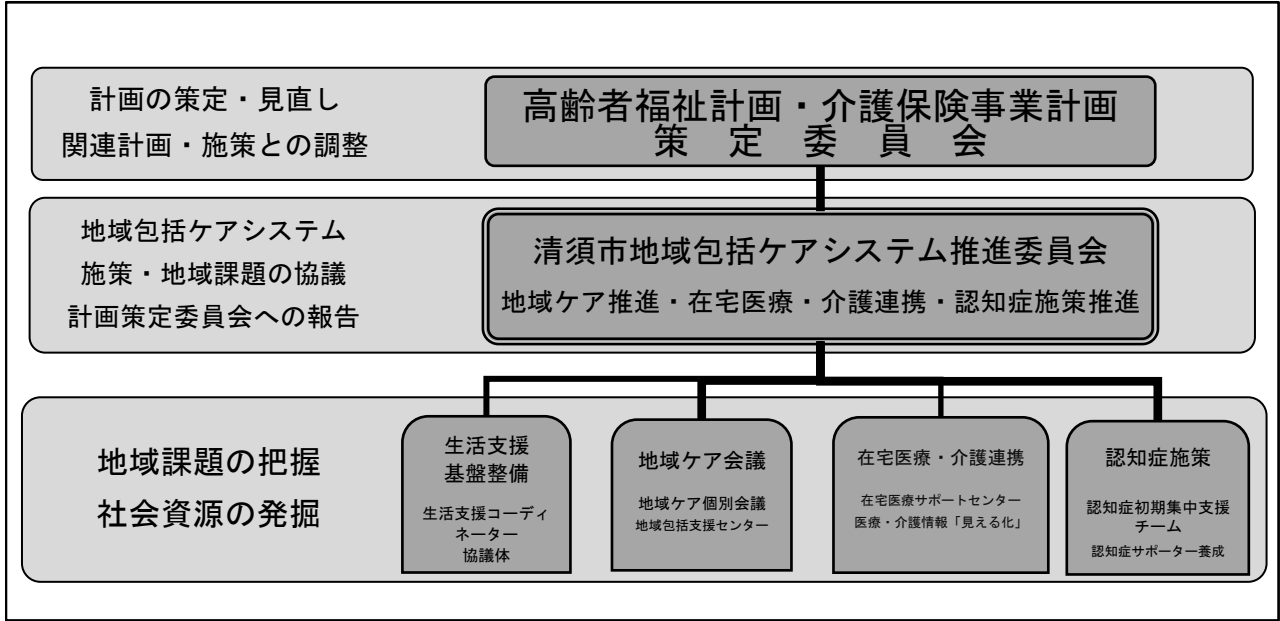 計画の策定・見直し
関連計画・施策との調整
高齢者福祉計画・介護保険事業計画
策定委員会
地域包括ケアシステム
施策・地域課題の協議
計画策定委員会への報告
清須市地域包括ケアシステム推進委員会
地域ケア推進・在宅医療・介護連携・認知症施策推進
地域課題の把握
社会資源の発掘
生活支援
基盤整備
生活支援コーディ
ネーター
協議体
地域ケア会議
地域ケア個別会議
地域包括支援センター
在宅医療・介護連携
在宅医療サポートセンター
医療・介護情報「見える化」
認知症施策
認知症初期集中支援
チーム
認知症サポーター養成